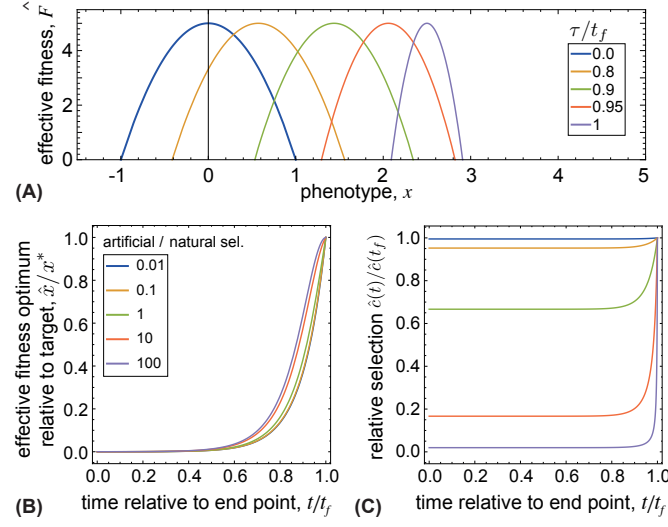 effective fitness, F̂
4
2
0
-1
0
1
2
3
4
5
phenotype, x
τ/t_f
0.0
0.8
0.9
0.95
1
(A)
effective fitness optimum
relative to target, x̂/x*
1.0
0.8
0.6
0.4
0.2
0.0
artificial / natural sel.
0.01
0.1
1
10
100
0.0 0.2 0.4 0.6 0.8 1.0
(B) time relative to end point, t/t_f
relative selection ĉ(t)/ĉ(t_f)
1.0
0.8
0.6
0.4
0.2
0.0
0.0 0.2 0.4 0.6 0.8 1.0
(C) time relative to end point, t/t_f